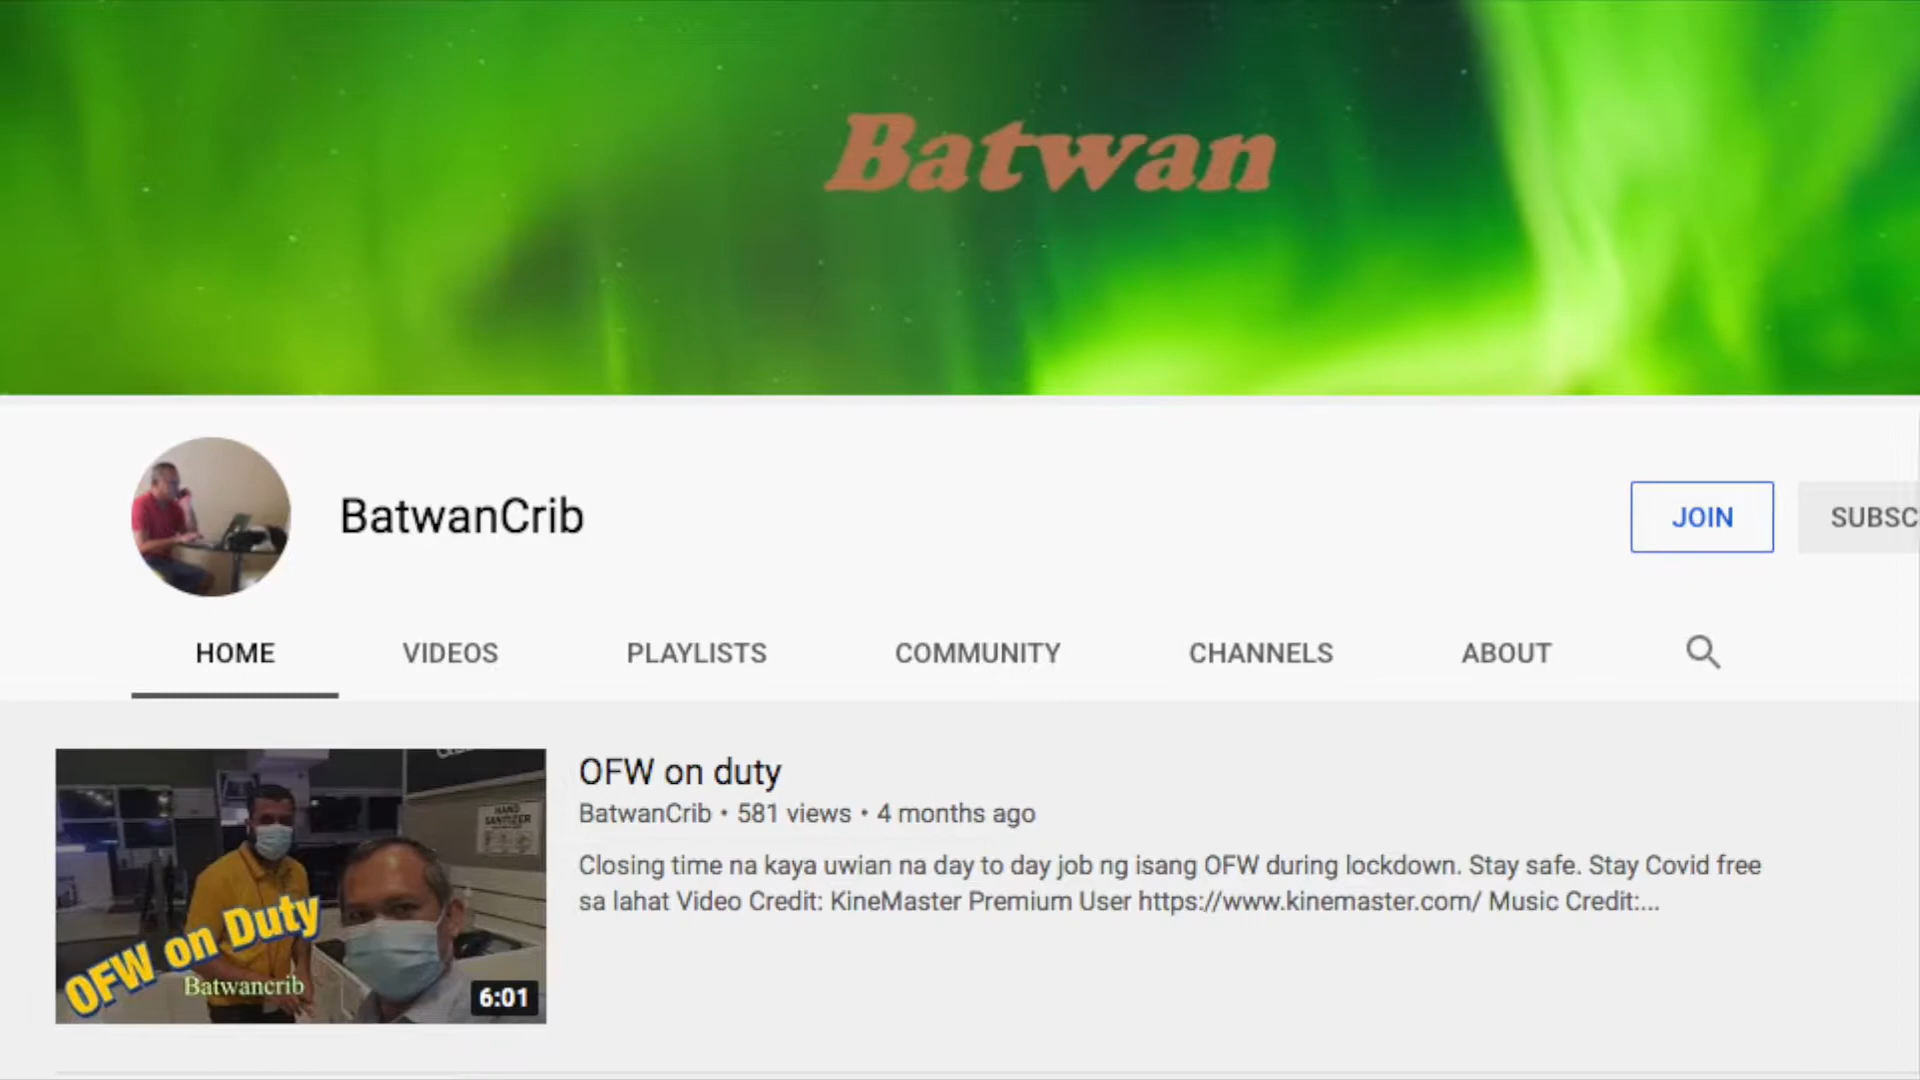 Batwan
BatwanCrib
JOIN
SUBSC
HOME
VIDEOS
PLAYLISTS
COMMUNITY
CHANNELS
ABOUT
HAND
SANITIZER
OFW on Duty
Batwancrib
6:01
OFW on duty
BatwanCrib • 581 views • 4 months ago
Closing time na kaya uwian na day to day job ng isang OFW during lockdown. Stay safe. Stay Covid free
sa lahat Video Credit: KineMaster Premium User https://www.kinemaster.com/ Music Credit:...